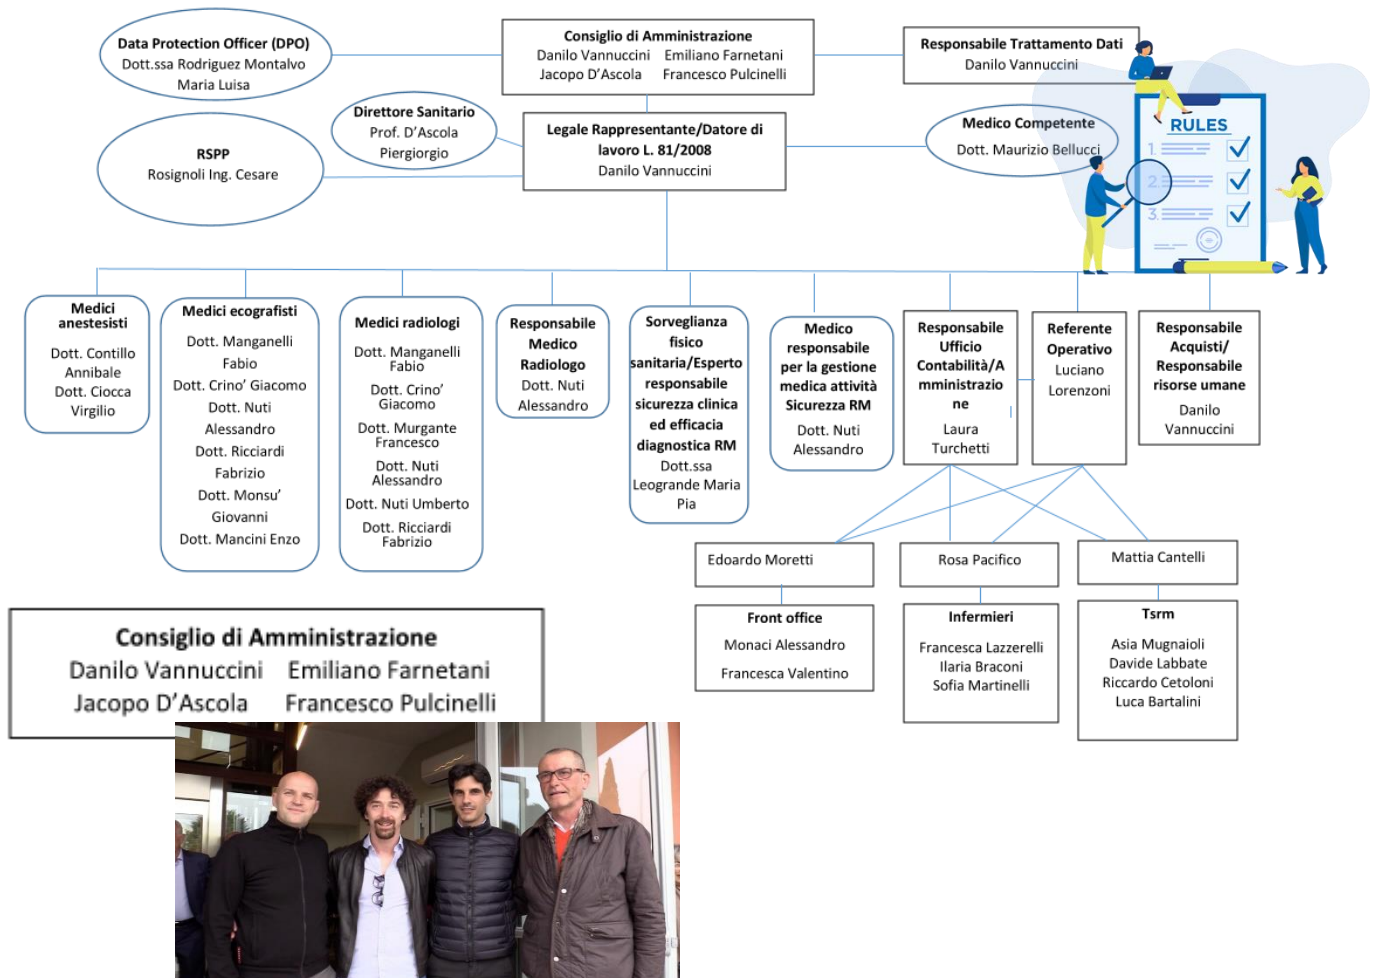 Data Protection Officer (DPO)
Dott.ssa Rodriguez Montalvo
Maria Luisa
Consiglio di Amministrazione
Danilo Vannuccini Emiliano Farnetani
Jacopo D'Ascola Francesco Pulcinelli
Responsabile Trattamento Dati
Danilo Vannuccini
Direttore Sanitario
Prof. D'Ascola
Piergiorgio
RSPP
Rosignoli Ing. Cesare
Legale Rappresentante/Datore di
lavoro L. 81/2008
Danilo Vannuccini
Medico Competente
Dott. Maurizio Bellucci
RULES
1.
2.
3.
Medici
anestesisti
Dott. Contillo
Annibale
Dott. Ciocca
Virgilio
Medici ecografisti
Dott. Manganelli
Fabio
Dott. Crino' Giacomo
Dott. Nuti
Alessandro
Dott. Ricciardi
Fabrizio
Dott. Monsu'
Giovanni
Dott. Mancini Enzo
Medici radiologi
Dott. Manganelli
Fabio
Dott. Crino'
Giacomo
Dott. Murgante
Francesco
Dott. Nuti
Alessandro
Dott. Nuti Umberto
Dott. Ricciardi
Fabrizio
Responsabile
Medico
Radiologo
Dott. Nuti
Alessandro
Sorveglianza
fisico
sanitaria/Esperto
responsabile
sicurezza clinica
ed efficacia
diagnostica RM
Dott.ssa
Leogrande Maria
Pia
Medico
responsabile
per la gestione
medica attività
Sicurezza RM
Dott. Nuti
Alessandro
Responsabile
Ufficio
Contabilità/A
mministrazio
ne
Laura
Turchetti
Referente
Operativo
Luciano
Lorenzoni
Responsabile
Acquisti/
Responsabile
risorse umane
Danilo
Vannuccini
Edoardo Moretti
Rosa Pacifico
Mattia Cantelli
Front office
Monaci Alessandro
Francesca Valentino
Infermieri
Francesca Lazzerelli
Ilaria Braconi
Sofia Martinelli
Tsrm
Asia Mugnaioli
Davide Labbate
Riccardo Cetoloni
Luca Bartalini
Consiglio di Amministrazione
Danilo Vannuccini Emiliano Farnetani
Jacopo D'Ascola Francesco Pulcinelli